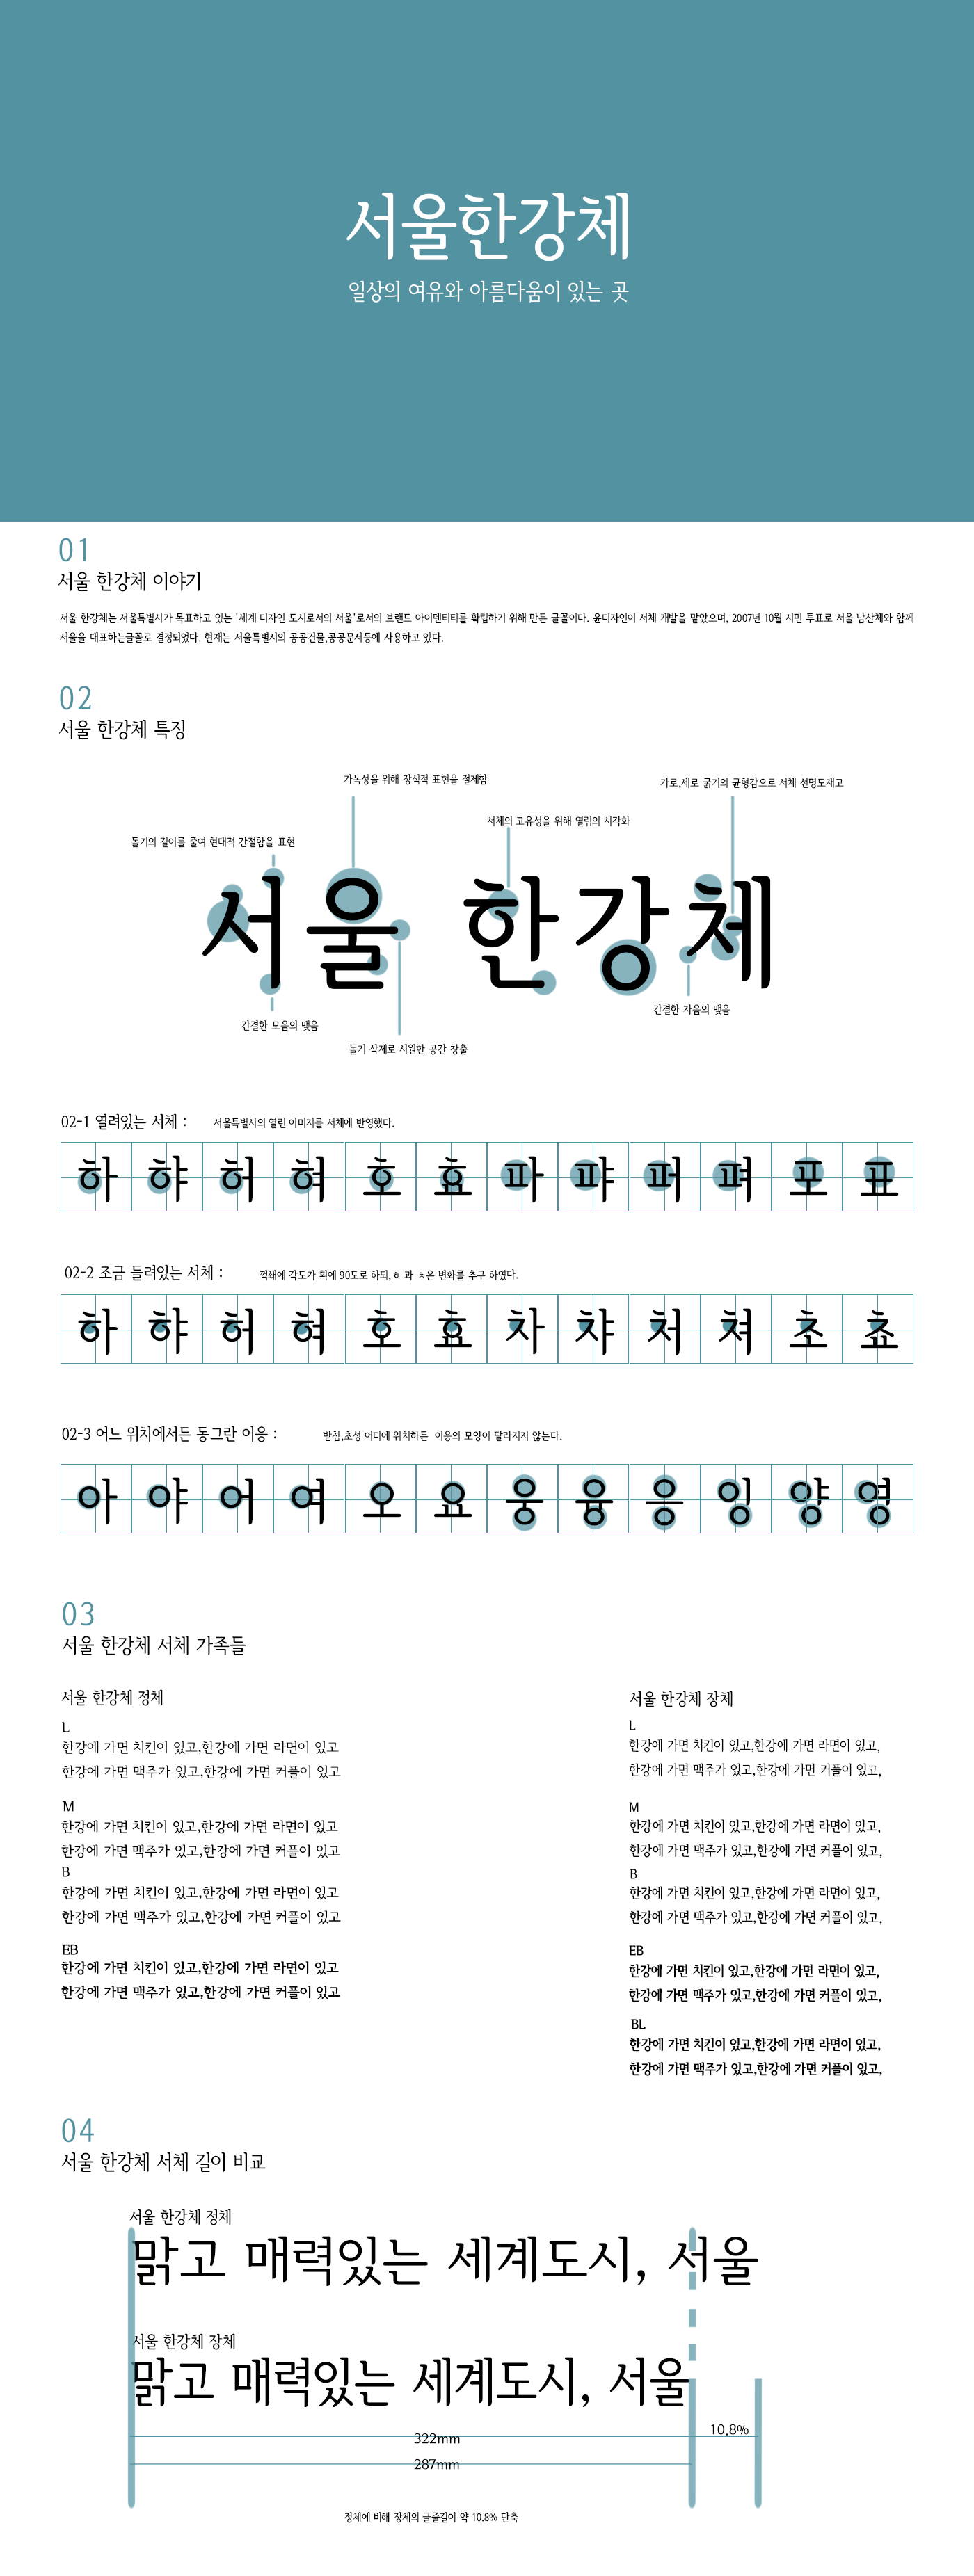 서울한강체
일상의 여유와 아름다움이 있는 곳
01
서울 한강체 이야기
서울 한강체는 서울특별시가 목표하고 있는 '세계 디자인 도시로서의 서울'로서의 브랜드 아이덴티티를 확립하기 위해 만든 글꼴이다. 윤디자인이 서체 개발을 맡았으며, 2007년 10월 시민 투표로 서울 남산체와 함께
서울을 대표하는글꼴로 결정되었다. 현재는 서울특별시의 공공건물,공공문서등에 사용하고 있다.
02
서울 한강체 특징
가독성을 위해 장식적 표현을 절제함
가로,세로 굵기의 균형감으로 서체 선명도재고
서체의 고유성을 위해 열림의 시각화
돌기의 길이를 줄여 현대적 간절함을 표현
서울 한강체
간결한 자음의 맺음
간결한 모음의 맺음
돌기 삭제로 시원한 공간 창출
02-1 열려있는 서체 : 서울특별시의 열린 이미지를 서체에 반영했다.
하 햐 허 혀 호 효 파 퍄 퍼 펴 포 표
02-2 조금 들려있는 서체 : 꺽쇄에 각도가 획에 90도로 하되,ㅎ 과 ㅊ은 변화를 추구 하였다.
하 햐 허 혀 호 효 차 챠 처 쳐 초 쵸
02-3 어느 위치에서든 동그란 이응 : 받침,초성 어디에 위치하든 이응의 모양이 달라지지 않는다.
아 야 어 여 오 요 웅 융 응 잉 양 영
03
서울 한강체 서체 가족들
서울 한강체 정체
L
한강에 가면 치킨이 있고,한강에 가면 라면이 있고
한강에 가면 맥주가 있고,한강에 가면 커플이 있고
M
한강에 가면 치킨이 있고,한강에 가면 라면이 있고
한강에 가면 맥주가 있고,한강에 가면 커플이 있고
B
한강에 가면 치킨이 있고,한강에 가면 라면이 있고
한강에 가면 맥주가 있고,한강에 가면 커플이 있고
EB
한강에 가면 치킨이 있고,한강에 가면 라면이 있고
한강에 가면 맥주가 있고,한강에 가면 커플이 있고
서울 한강체 장체
L
한강에 가면 치킨이 있고,한강에 가면 라면이 있고,
한강에 가면 맥주가 있고,한강에 가면 커플이 있고,
M
한강에 가면 치킨이 있고,한강에 가면 라면이 있고,
한강에 가면 맥주가 있고,한강에 가면 커플이 있고,
B
한강에 가면 치킨이 있고,한강에 가면 라면이 있고,
한강에 가면 맥주가 있고,한강에 가면 커플이 있고,
EB
한강에 가면 치킨이 있고,한강에 가면 라면이 있고,
한강에 가면 맥주가 있고,한강에 가면 커플이 있고,
BL
한강에 가면 치킨이 있고,한강에 가면 라면이 있고,
한강에 가면 맥주가 있고,한강에 가면 커플이 있고,
04
서울 한강체 서체 길이 비교
서울 한강체 정체
맑고 매력있는 세계도시, 서울
서울 한강체 장체
맑고 매력있는 세계도시, 서울
10.8%
322mm
287mm
정체에 비해 장체의 글줄길이 약 10.8% 단축